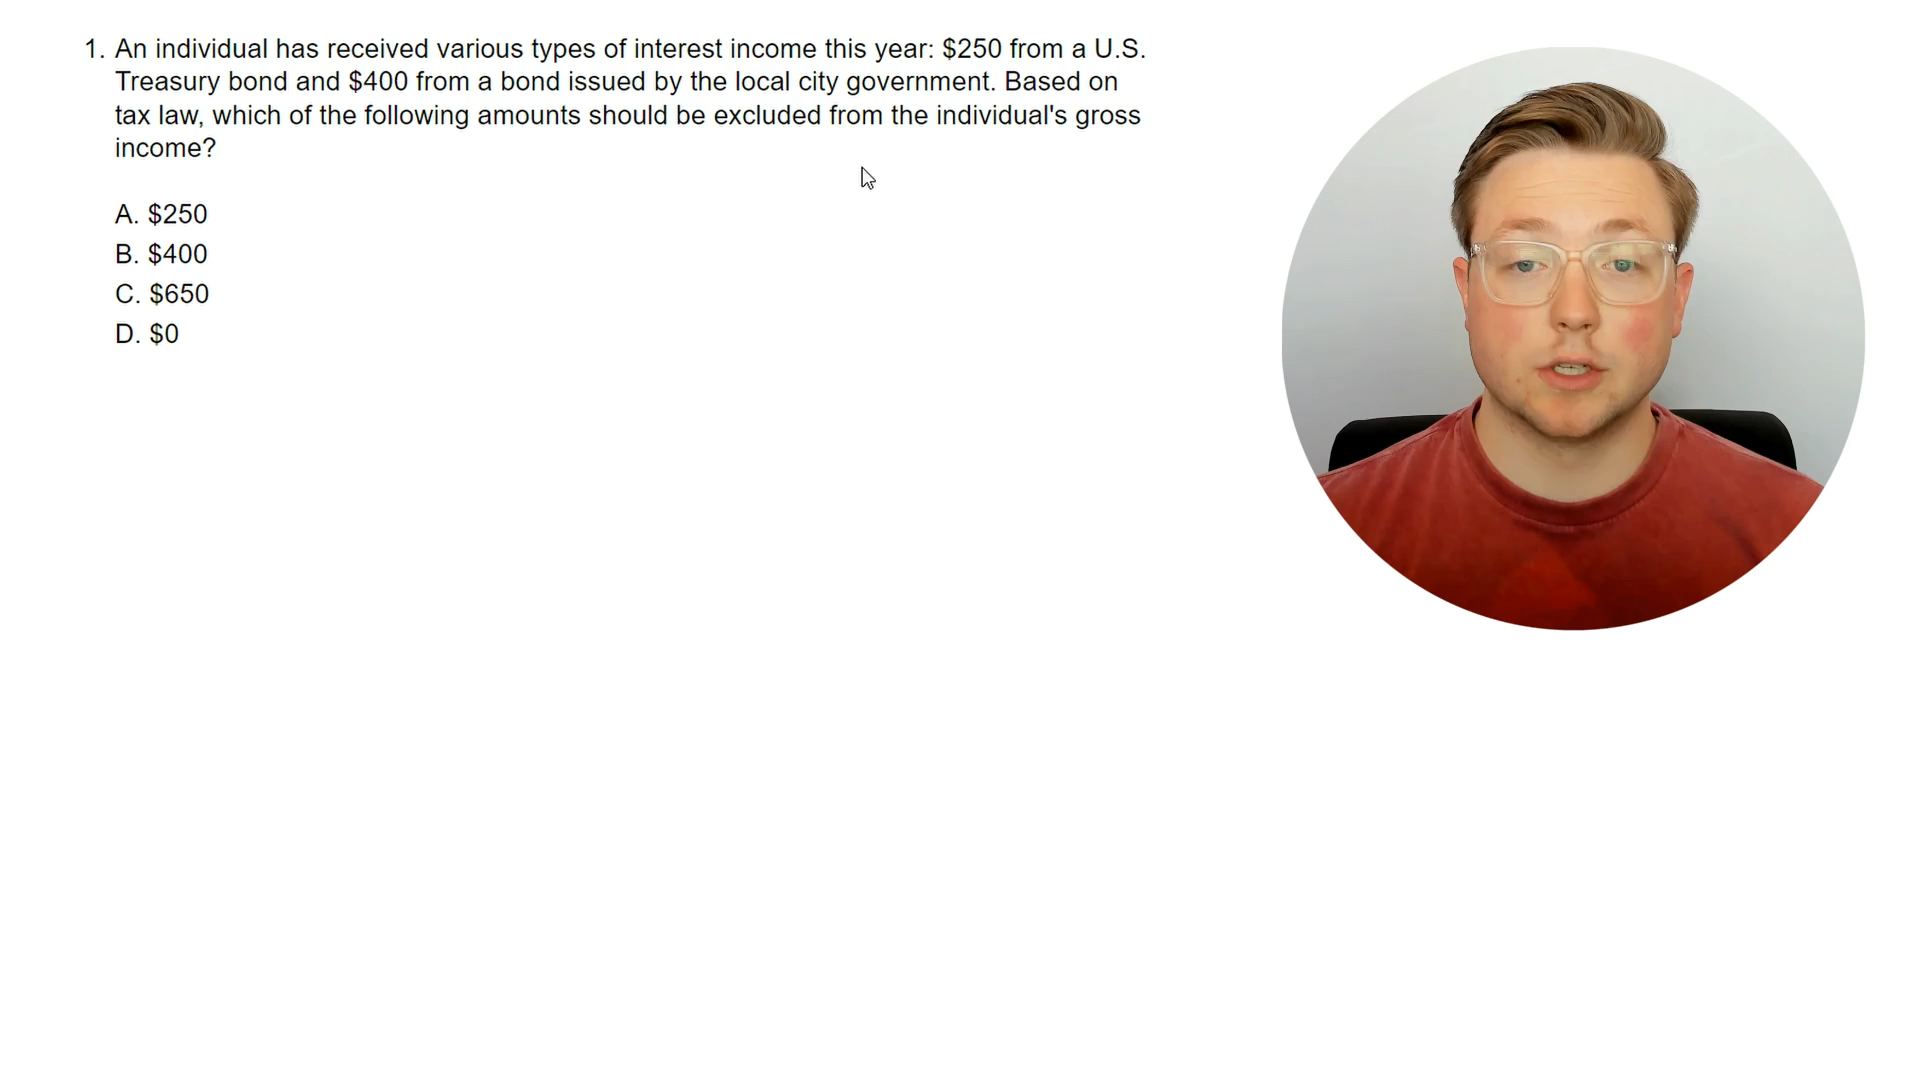 1. An individual has received various types of interest income this year: $250 from a U.S.
Treasury bond and $400 from a bond issued by the local city government. Based on
tax law, which of the following amounts should be excluded from the individual's gross
income?
A. $250
B. $400
C. $650
D. $0